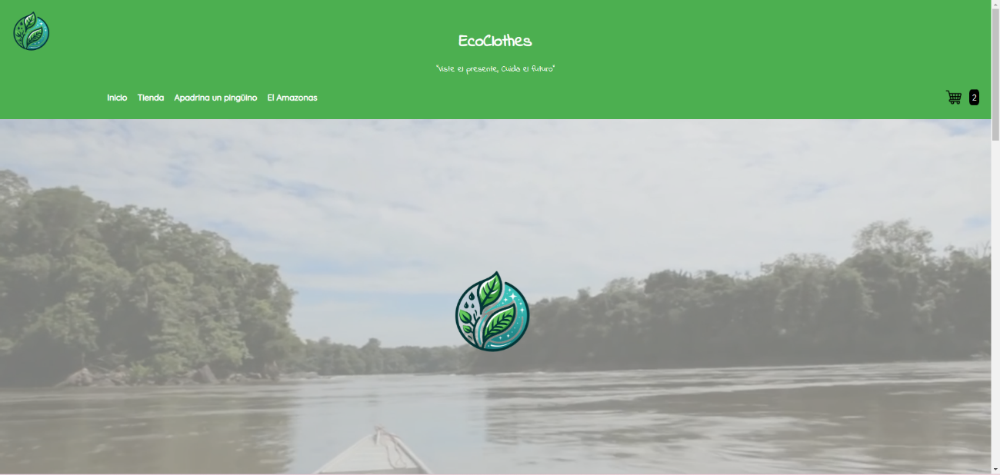 EcoClothes
"Viste el presente, Cuida el futuro"
Inicio Tienda Apadrina un pingüino El Amazonas
2